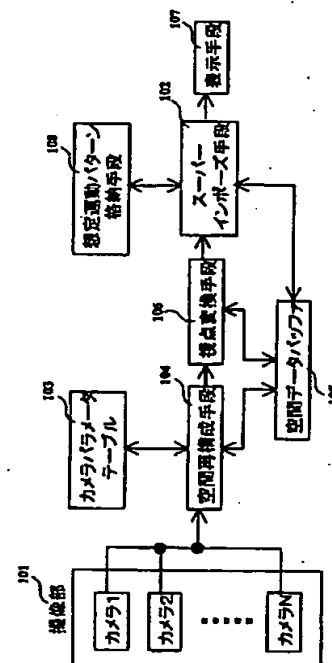 101
撮像部
カメラ1
カメラ2
カメラN
103
カメラパラメータ
テーブル
104
空間再構成手段
106
視点変換手段
空間データバッファ
108
想定運動パターン
格納手段
102
スーパー
インポーズ手段
107
表示手段